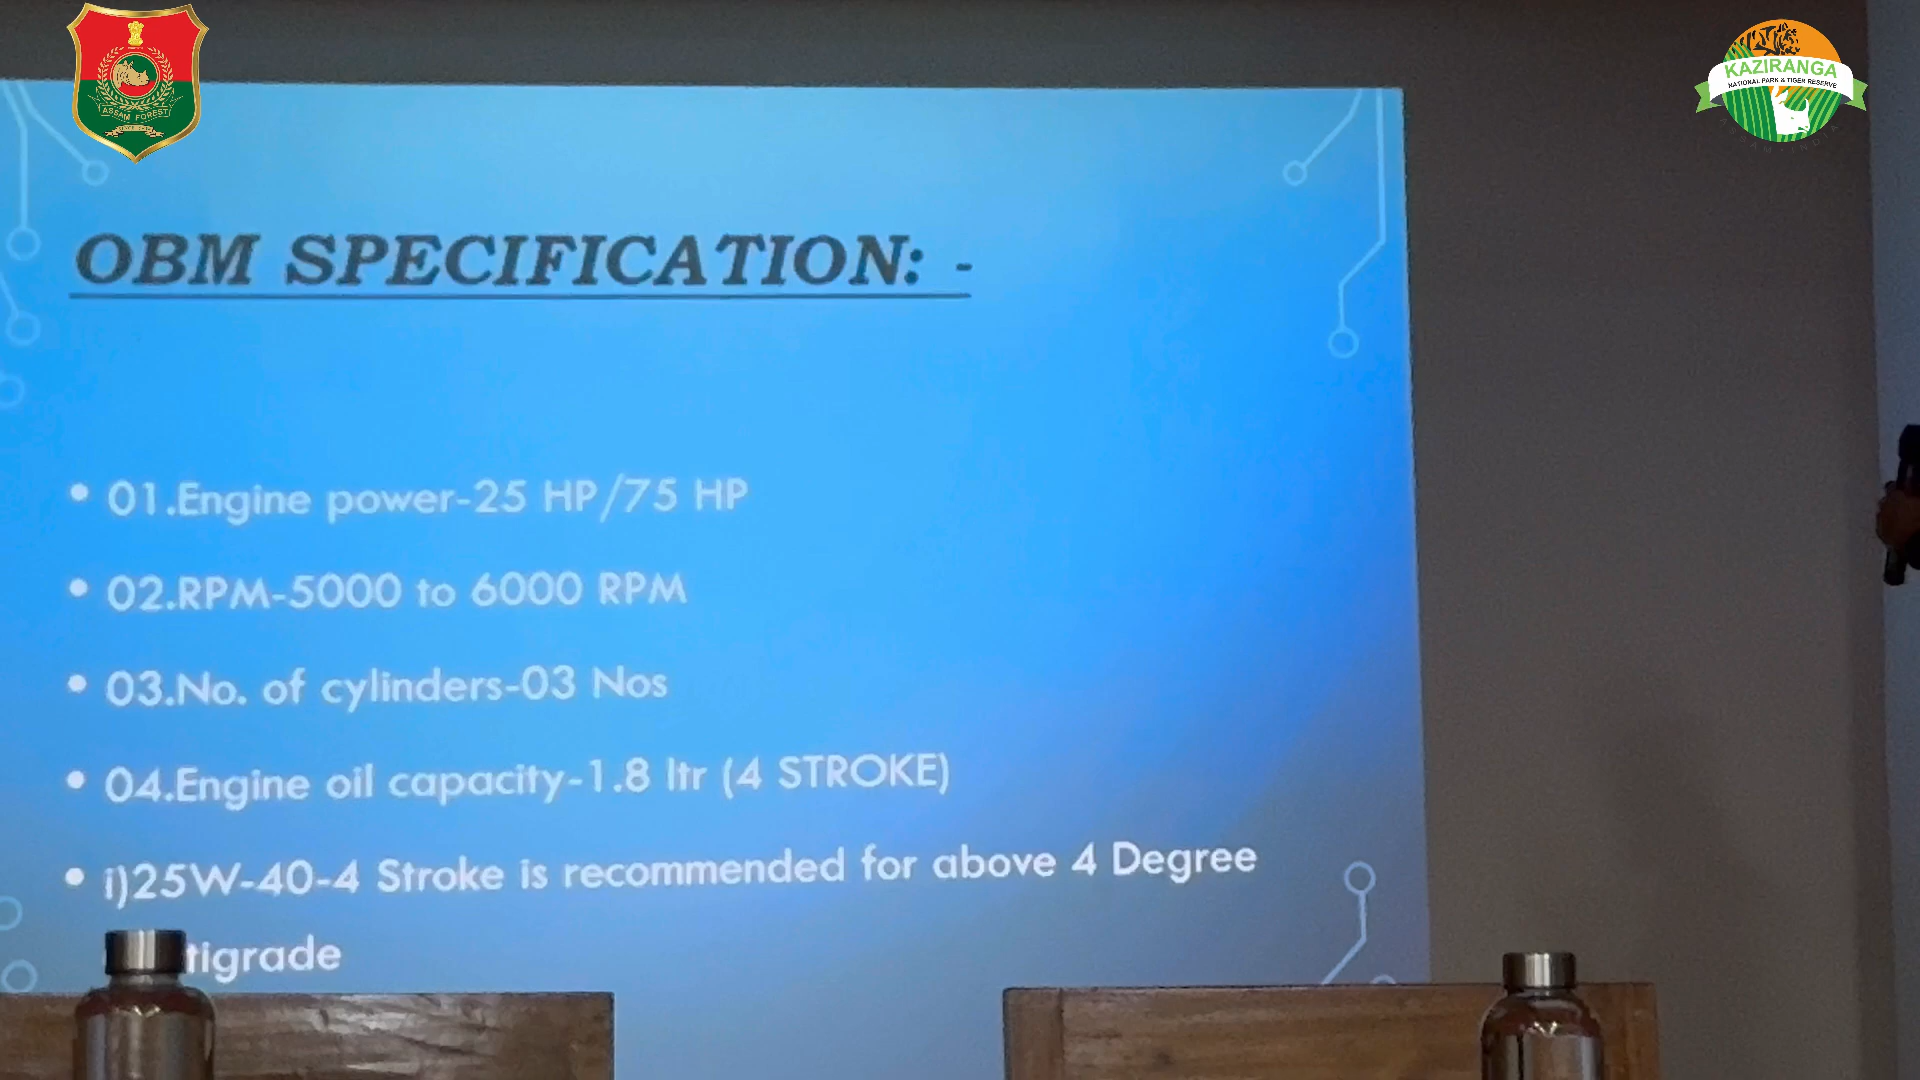 ASSAM FOREST
KAZIRANGA
NATIONAL PARK & TIGER RESERVE
OBM SPECIFICATION: -
• 01.Engine power-25 HP/75 HP
• 02.RPM-5000 to 6000 RPM
• 03.No. of cylinders-03 Nos
• 04.Engine oil capacity-1.8 ltr (4 STROKE)
• i)25W-40-4 Stroke is recommended for above 4 Degree
tigrade